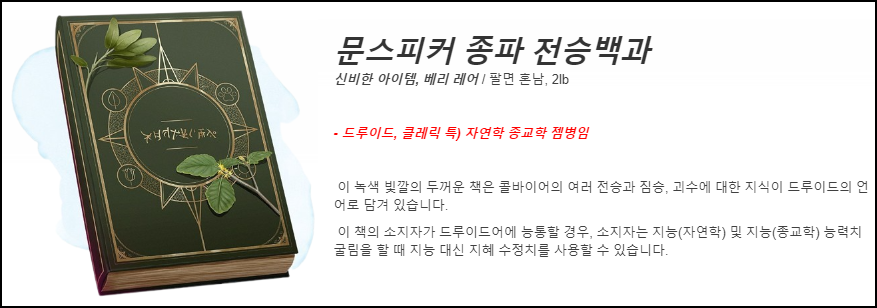 문스피커 종파 전승백과
신비한 아이템, 베리 레어 / 팔면 혼남, 2lb
- 드루이드, 클레릭 특) 자연학 종교학 젬병임
이 녹색 빛깔의 두꺼운 책은 콜바이어의 여러 전승과 짐승, 괴수에 대한 지식이 드루이드의 언
어로 담겨 있습니다.
이 책의 소지자가 드루이드어에 능통할 경우, 소지자는 지능(자연학) 및 지능(종교학) 능력치
굴림을 할 때 지능 대신 지혜 수정치를 사용할 수 있습니다.